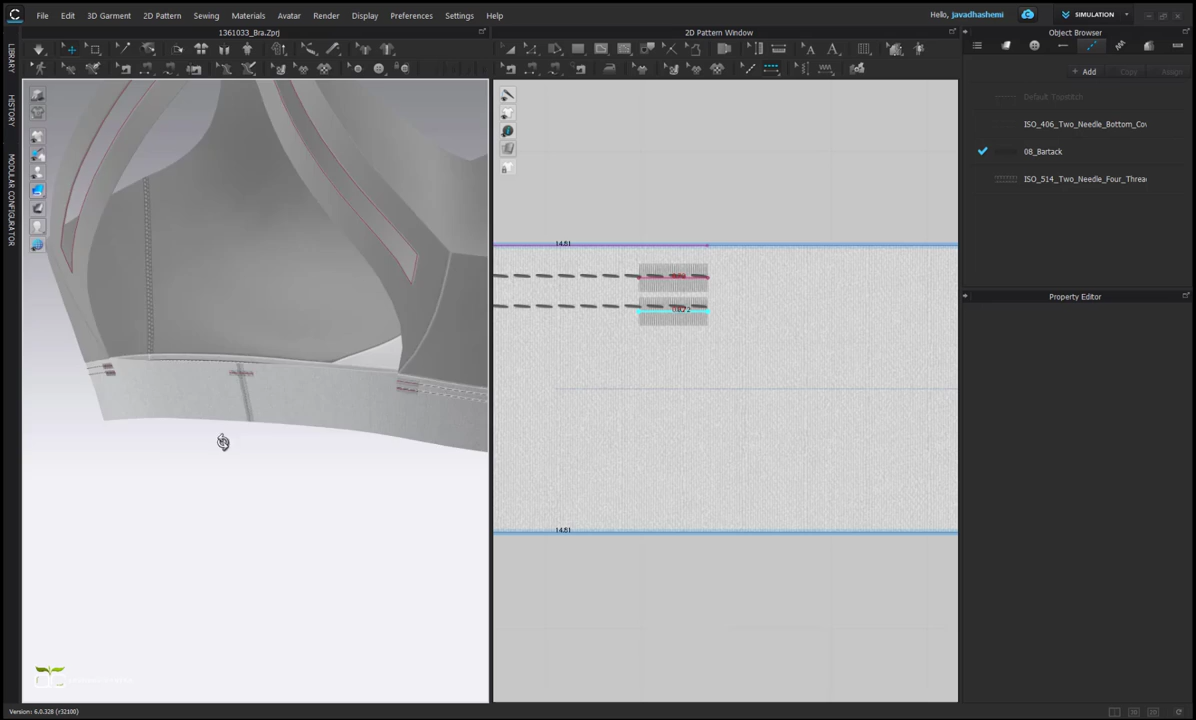 File Edit 3D Garment 2D Pattern Sewing Materials Avatar Render Display Preferences Settings Help
Hello, javadhashemi
SIMULATION
1361033_Bra.Zprj
2D Pattern Window
Object Browser
LIBRARY
HISTORY
MODULAR CONFIGURATOR
+ Add Copy Assign
Default Topstitch
ISO_406_Two_Needle_Bottom_Cov
08_Bartack
ISO_514_Two_Needle_Four_Threa
Property Editor
14.51
14.51
Version: 6.0.328 (r32100)